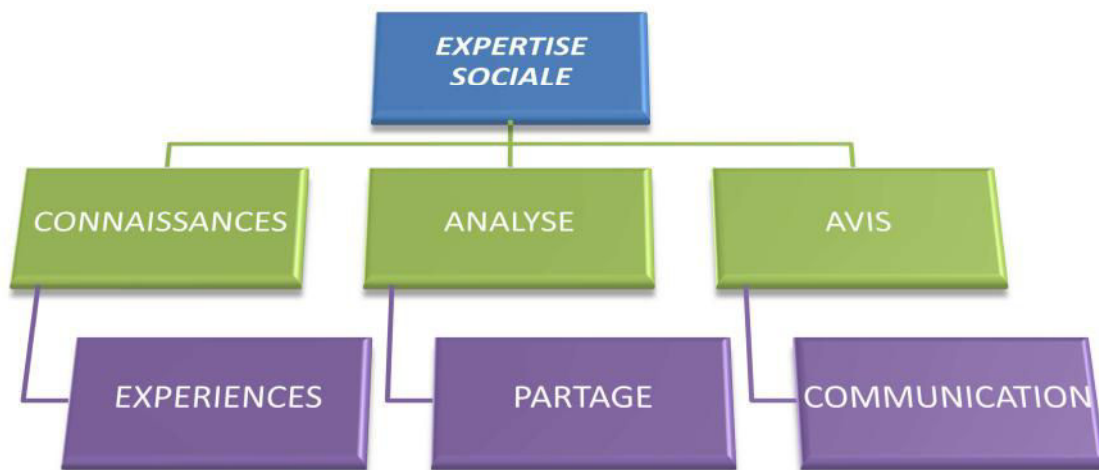 EXPERTISE
SOCIALE
CONNAISSANCES
ANALYSE
AVIS
EXPERIENCES
PARTAGE
COMMUNICATION